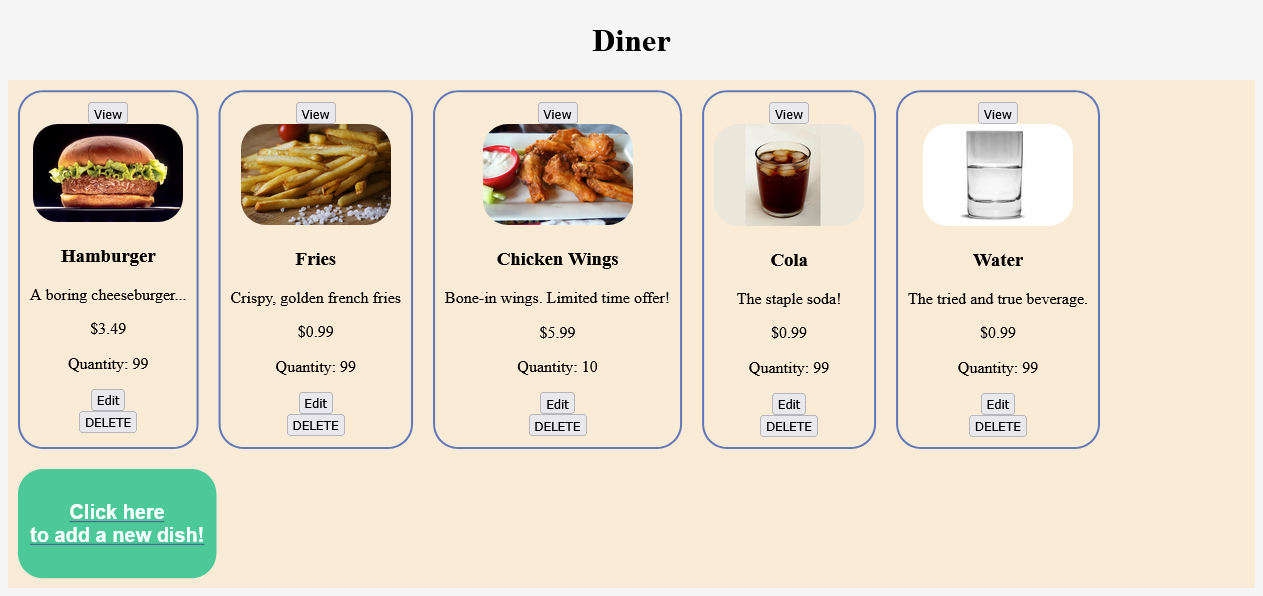 Diner
View
Hamburger
A boring cheeseburger...
$3.49
Quantity: 99
Edit
DELETE
View
Fries
Crispy, golden french fries
$0.99
Quantity: 99
Edit
DELETE
View
Chicken Wings
Bone-in wings. Limited time offer!
$5.99
Quantity: 10
Edit
DELETE
View
Cola
The staple soda!
$0.99
Quantity: 99
Edit
DELETE
View
Water
The tried and true beverage.
$0.99
Quantity: 99
Edit
DELETE
Click here
to add a new dish!